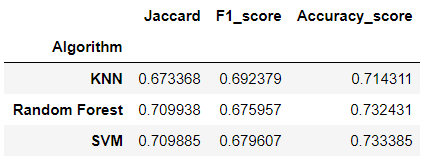 Jaccard F1_score Accuracy_score
Algorithm
KNN 0.673368 0.692379 0.714311
Random Forest 0.709938 0.675957 0.732431
SVM 0.709885 0.679607 0.733385